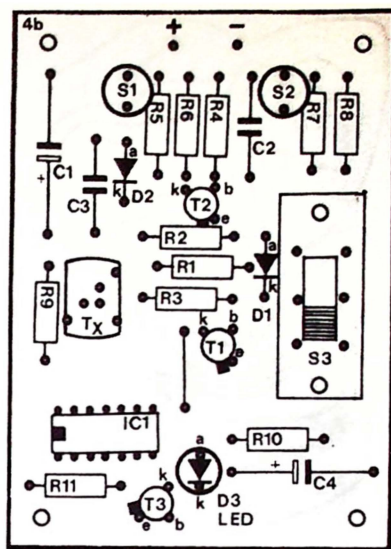 4b
+ −
S1 S2
R5 R6 R4 C2 R7 R8
C1 + a k D2 C3
k b T2 e
R2
R1 a
R3 k D1
R9 TX
k b T1 e
S3
IC1
R10
a
R11 k + C4
k T3 e b
D3
LED